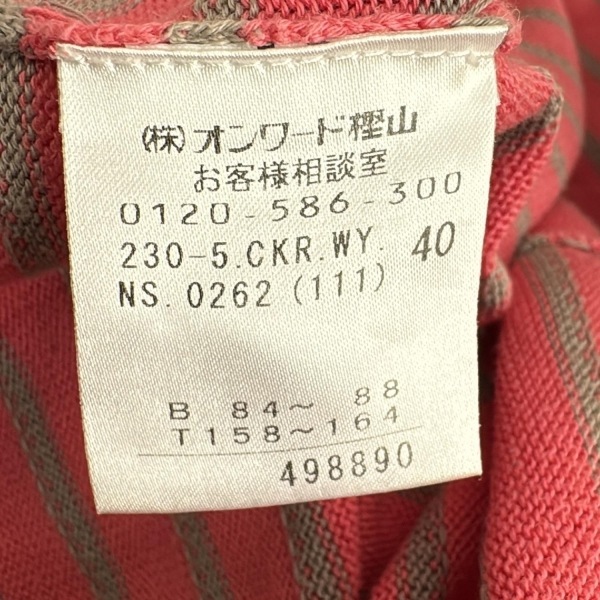 (株)オンワード樫山
お客様相談室
0120-586-300
230-5.CKR.WY. 40
NS.0262(111)
B 84～ 88
T158～164
498890